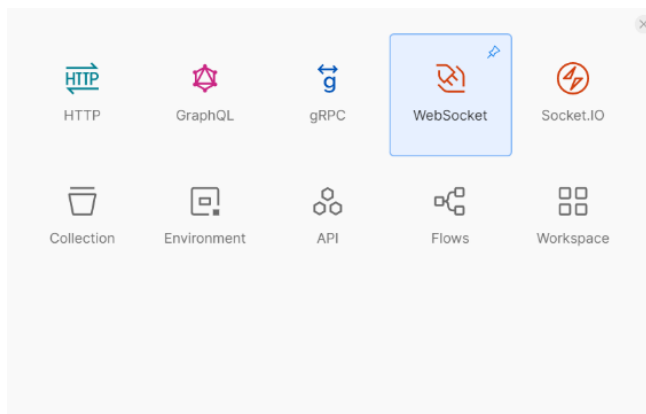 HTTP
HTTP GraphQL gRPC WebSocket Socket.IO
Collection Environment API Flows Workspace